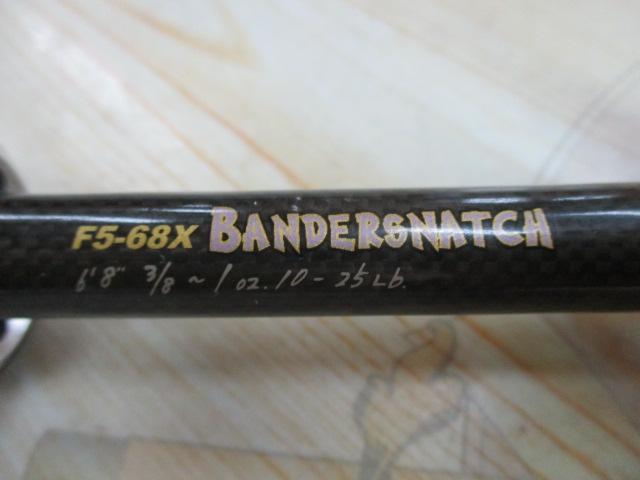 F5-68X BANDERSNATCH
6'8" 3/8~1oz. 10-25Lb.